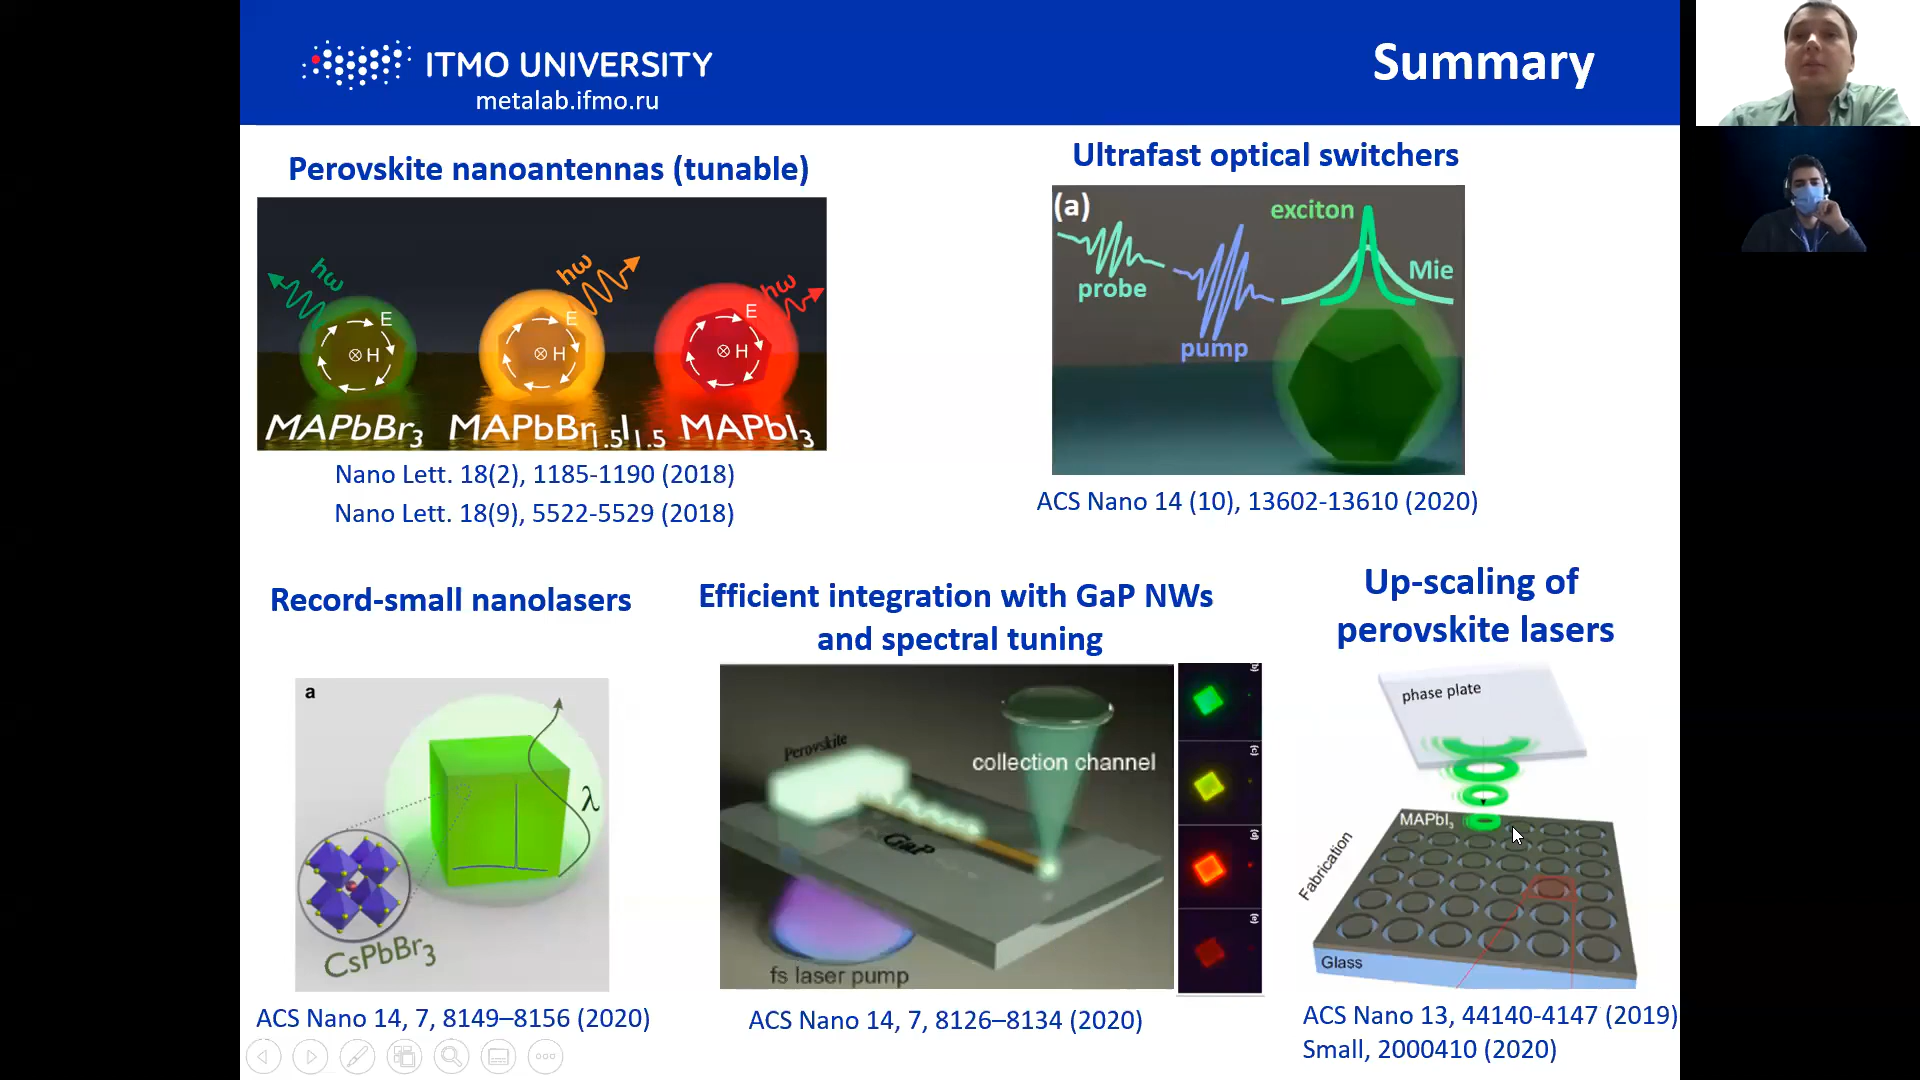 ITMO UNIVERSITY
metalab.ifmo.ru
Summary
Perovskite nanoantennas (tunable)
hω
hω
hω
E
E
E
⊗ H
⊗ H
⊗ H
MAPbBr3
MAPbBr1.5I1.5
MAPbI3
Nano Lett. 18(2), 1185-1190 (2018)
Nano Lett. 18(9), 5522-5529 (2018)
Ultrafast optical switchers
(a)
exciton
Mie
probe
pump
ACS Nano 14 (10), 13602-13610 (2020)
Record-small nanolasers
a
λ
CsPbBr3
ACS Nano 14, 7, 8149–8156 (2020)
Efficient integration with GaP NWs
and spectral tuning
Perovskite
collection channel
GaP
fs laser pump
(b)
(c)
(d)
(e)
ACS Nano 14, 7, 8126–8134 (2020)
Up-scaling of
perovskite lasers
phase plate
MAPbI3
Fabrication
Glass
ACS Nano 13, 44140-4147 (2019)
Small, 2000410 (2020)